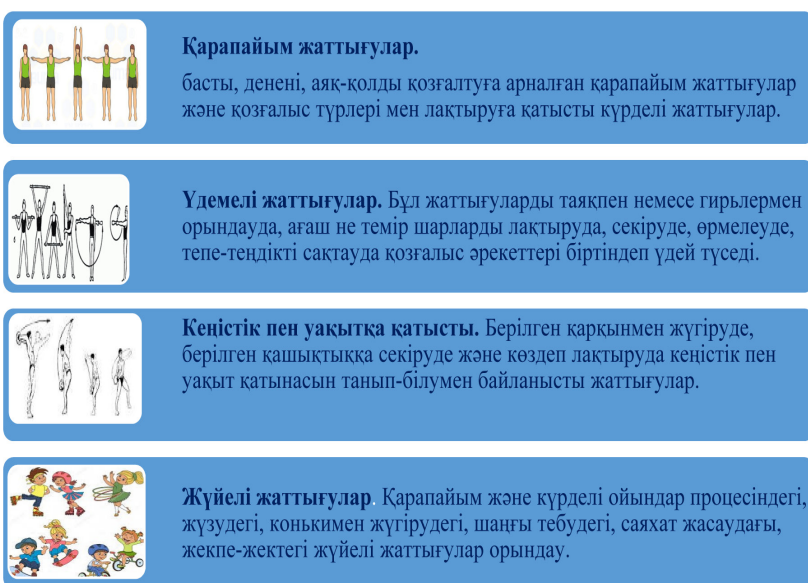 Қарапайым жаттығулар.
басты, денені, аяқ-қолды қозғалтуға арналған қарапайым жаттығулар
және қозғалыс түрлері мен лақтыруға қатысты күрделі жаттығулар.
Үдемелі жаттығулар. Бұл жаттығуларды таяқпен немесе гирьлермен
орындауда, ағаш не темір шарларды лақтыруда, секіруде, өрмелеуде,
тепе-теңдікті сақтауда қозғалыс әрекеттері біртіндеп үдей түседі.
Кеңістік пен уақытқа қатысты. Берілген қарқынмен жүгіруде,
берілген қашықтыққа секіруде және көздеп лақтыруда кеңістік пен
уақыт қатынасын танып-білумен байланысты жаттығулар.
Жүйелі жаттығулар. Қарапайым және күрделі ойындар процесіндегі,
жүзудегі, конькимен жүгірудегі, шаңғы тебудегі, саяхат жасаудағы,
жекпе-жектегі жүйелі жаттығулар орындау.